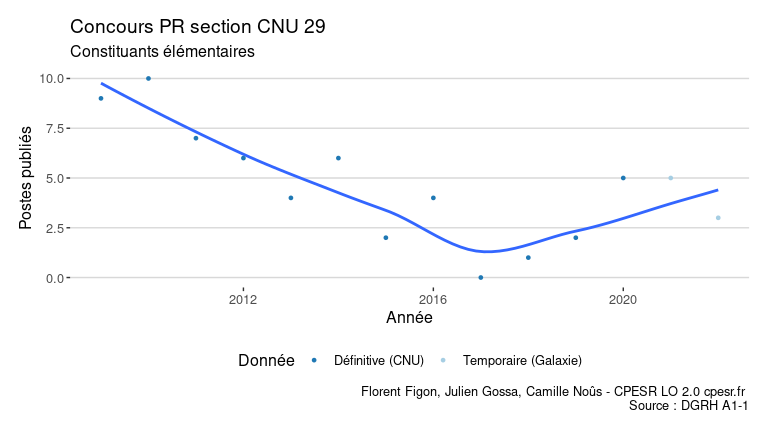 Concours PR section CNU 29
Constituants élémentaires
10.0
7.5
5.0
2.5
0.0
Postes publiés
2012 2016 2020
Année
Donnée Définitive (CNU) Temporaire (Galaxie)
Florent Figon, Julien Gossa, Camille Noûs - CPESR LO 2.0 cpesr.fr
Source : DGRH A1-1